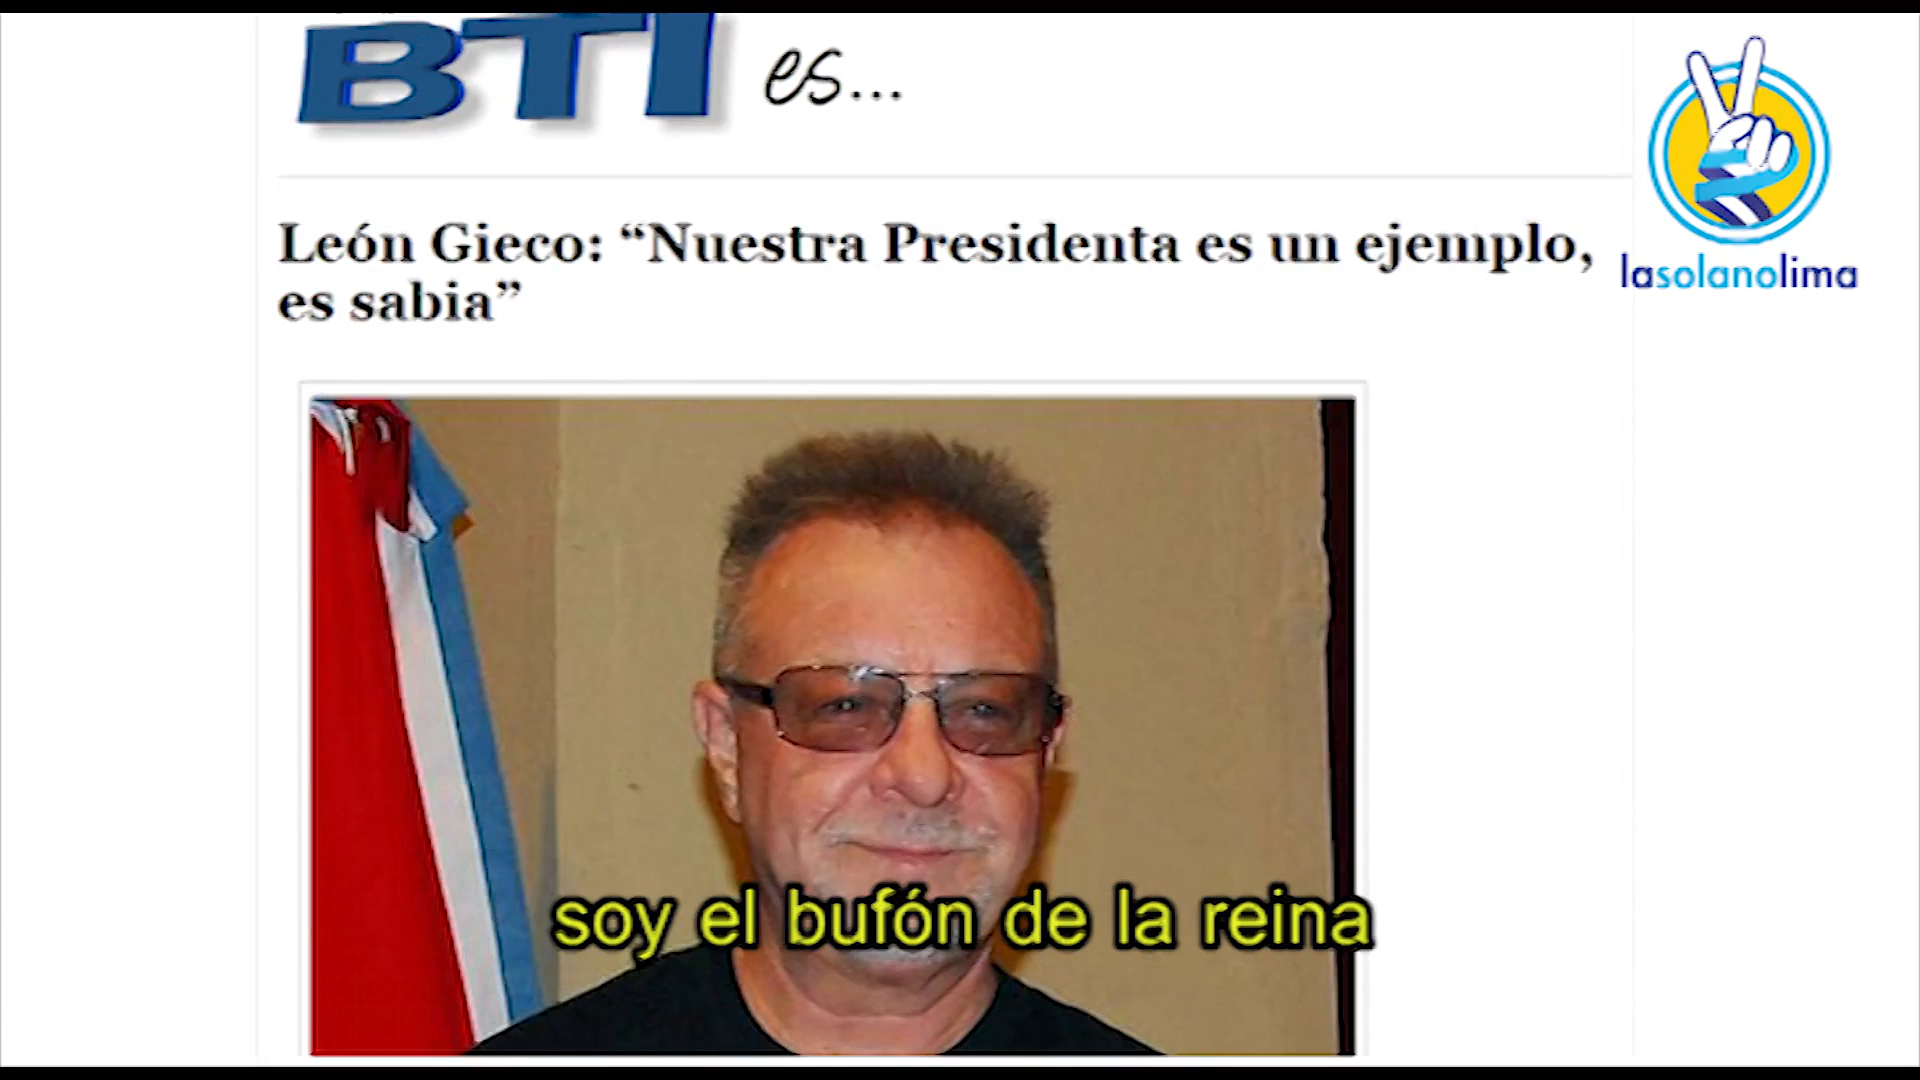 BTI es...
León Gieco: “Nuestra Presidenta es un ejemplo,
es sabia”
lasolanolima
soy el bufón de la reina